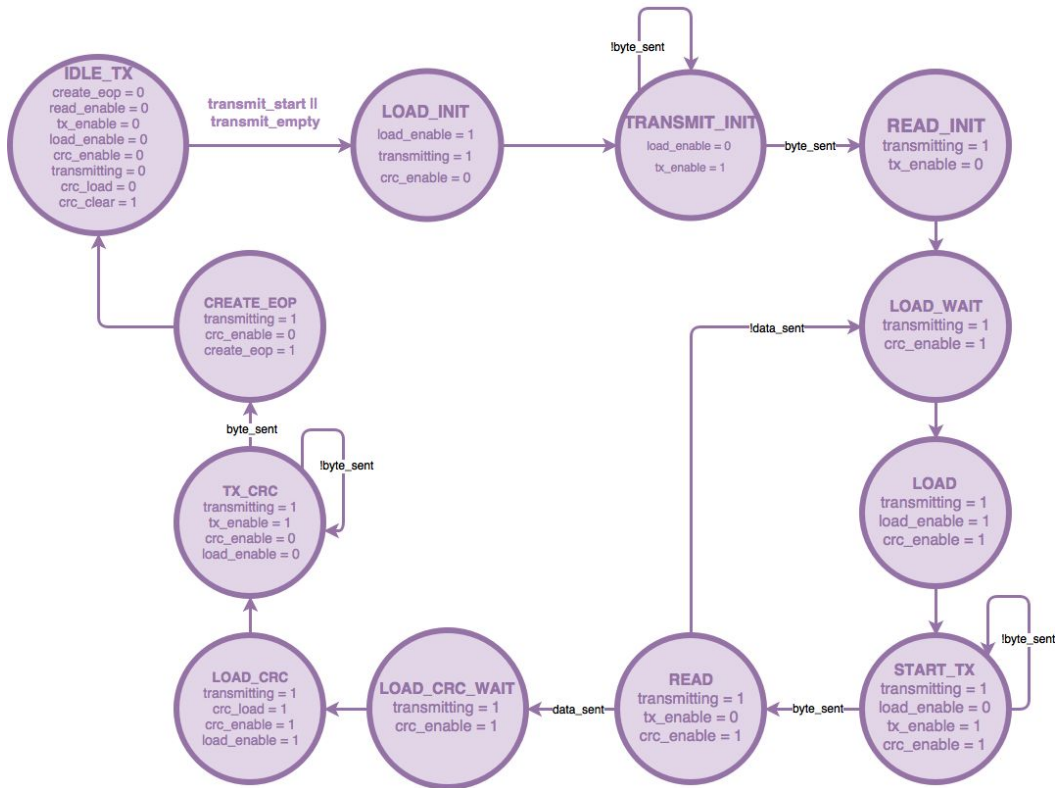 IDLE_TX
create_eop = 0
read_enable = 0
tx_enable = 0
load_enable = 0
crc_enable = 0
transmitting = 0
crc_load = 0
crc_clear = 1
transmit_start ||
transmit_empty
LOAD_INIT
load_enable = 1
transmitting = 1
crc_enable = 0
!byte_sent
TRANSMIT_INIT
load_enable = 0
tx_enable = 1
byte_sent
READ_INIT
transmitting = 1
tx_enable = 0
LOAD_WAIT
transmitting = 1
crc_enable = 1
!data_sent
LOAD
transmitting = 1
load_enable = 1
crc_enable = 1
!byte_sent
START_TX
transmitting = 1
load_enable = 0
tx_enable = 1
crc_enable = 1
byte_sent
READ
transmitting = 1
tx_enable = 0
crc_enable = 1
data_sent
LOAD_CRC_WAIT
transmitting = 1
crc_enable = 1
LOAD_CRC
transmitting = 1
crc_load = 1
crc_enable = 1
load_enable = 1
TX_CRC
transmitting = 1
tx_enable = 1
crc_enable = 0
load_enable = 0
!byte_sent
byte_sent
CREATE_EOP
transmitting = 1
crc_enable = 0
create_eop = 1